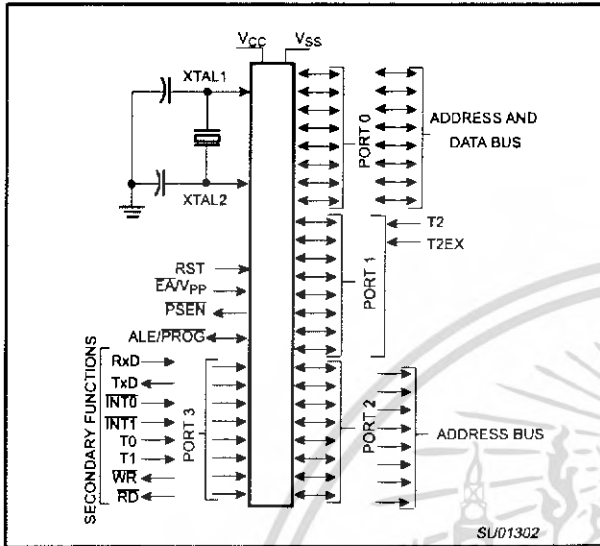 VCC VSS
XTAL1
XTAL2
PORT 0
ADDRESS AND
DATA BUS
T2
T2EX
PORT 1
RST
EA/VPP
PSEN
ALE/PROG
SECONDARY FUNCTIONS
RxD
TxD
INT0
INT1
T0
T1
WR
RD
PORT 3
PORT 2
ADDRESS BUS
SU01302